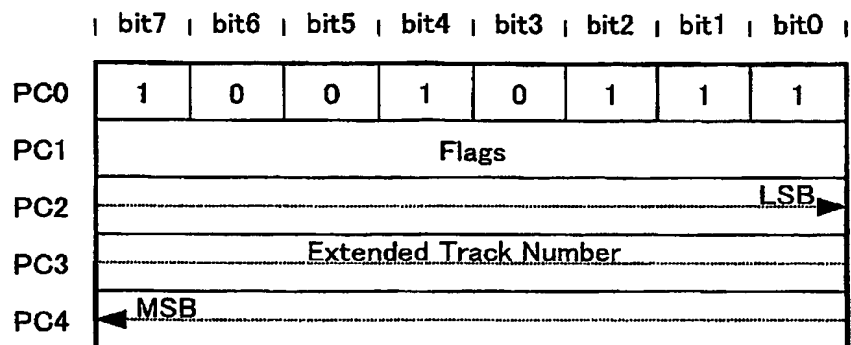 bit7 bit6 bit5 bit4 bit3 bit2 bit1 bit0
PC0 1 0 0 1 0 1 1 1
PC1 Flags
PC2 LSB
PC3 Extended Track Number
PC4 MSB